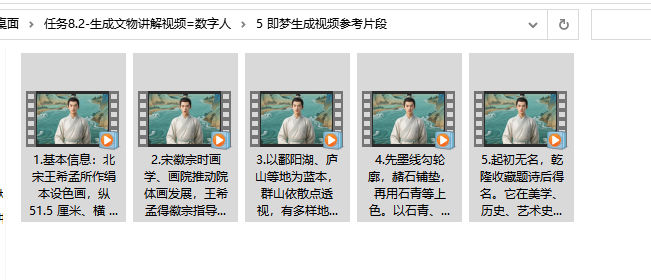 桌面 › 任务8.2-生成文物讲解视频=数字人 › 5 即梦生成视频参考片段
1.基本信息：北
宋王希孟所作绢
本设色画，纵
51.5 厘米、横 ...
2.宋徽宗时画
学、画院推动院
体画发展，王希
孟得徽宗指导...
3.以鄱阳湖、庐
山等地为蓝本，
群山依散点透
视，有多样地...
4.先墨线勾轮
廓，赭石铺垫，
再用石青等上
色。以石青、...
5.起初无名，乾
隆收藏题诗后得
名。它在美学、
历史、艺术史...